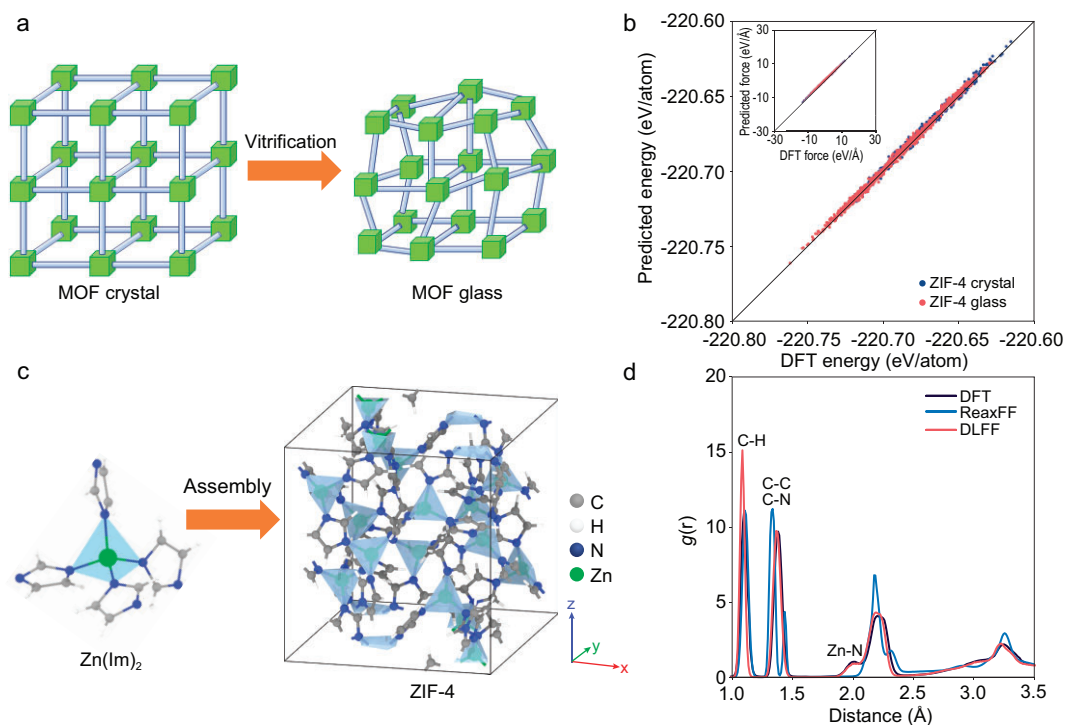 a
Vitrification
MOF crystal
MOF glass
b
Predicted energy (eV/atom)
-220.60
-220.65
-220.70
-220.75
-220.80
-220.80
-220.75
-220.70
-220.65
-220.60
DFT energy (eV/atom)
Predicted force (eV/Å)
30
10
-10
-30
-30
-10
10
30
DFT force (eV/Å)
ZIF-4 crystal
ZIF-4 glass
c
Assembly
Zn(Im)₂
ZIF-4
C
H
N
Zn
z
y
x
d
g(r)
20
15
10
5
0
1.0
1.5
2.0
2.5
3.0
3.5
Distance (Å)
DFT
ReaxFF
DLFF
C-H
C-C
C-N
Zn-N